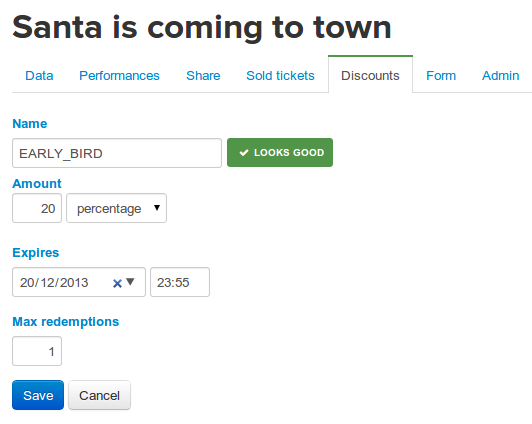 Santa is coming to town
Data Performances Share Sold tickets Discounts Form Admin
Name
EARLY_BIRD LOOKS GOOD
Amount
20 percentage
Expires
20/12/2013 23:55
Max redemptions
1
Save Cancel